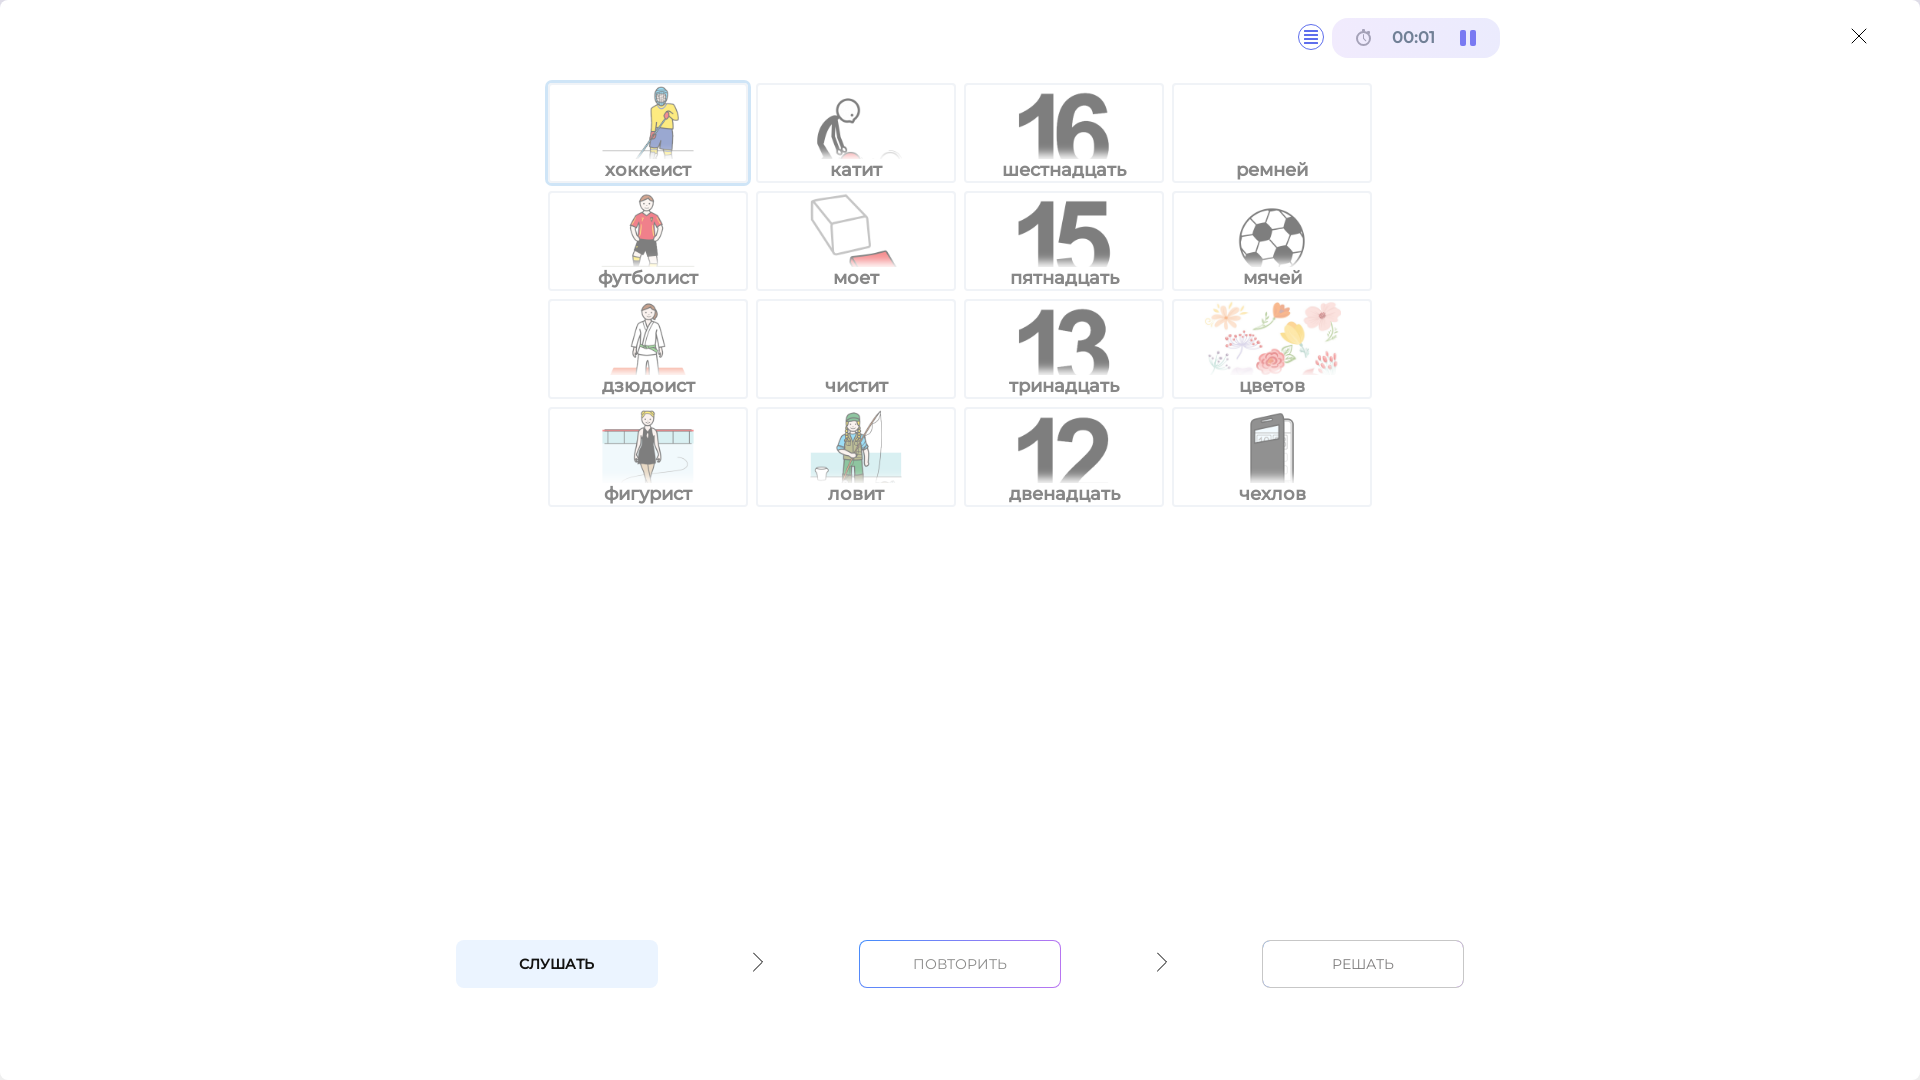 00:01
хоккеист катит шестнадцать ремней
футболист моет пятнадцать мячей
дзюдоист чистит тринадцать цветов
фигурист ловит двенадцать чехлов
16
15
13
12
СЛУШАТЬ ПОВТОРИТЬ РЕШАТЬ